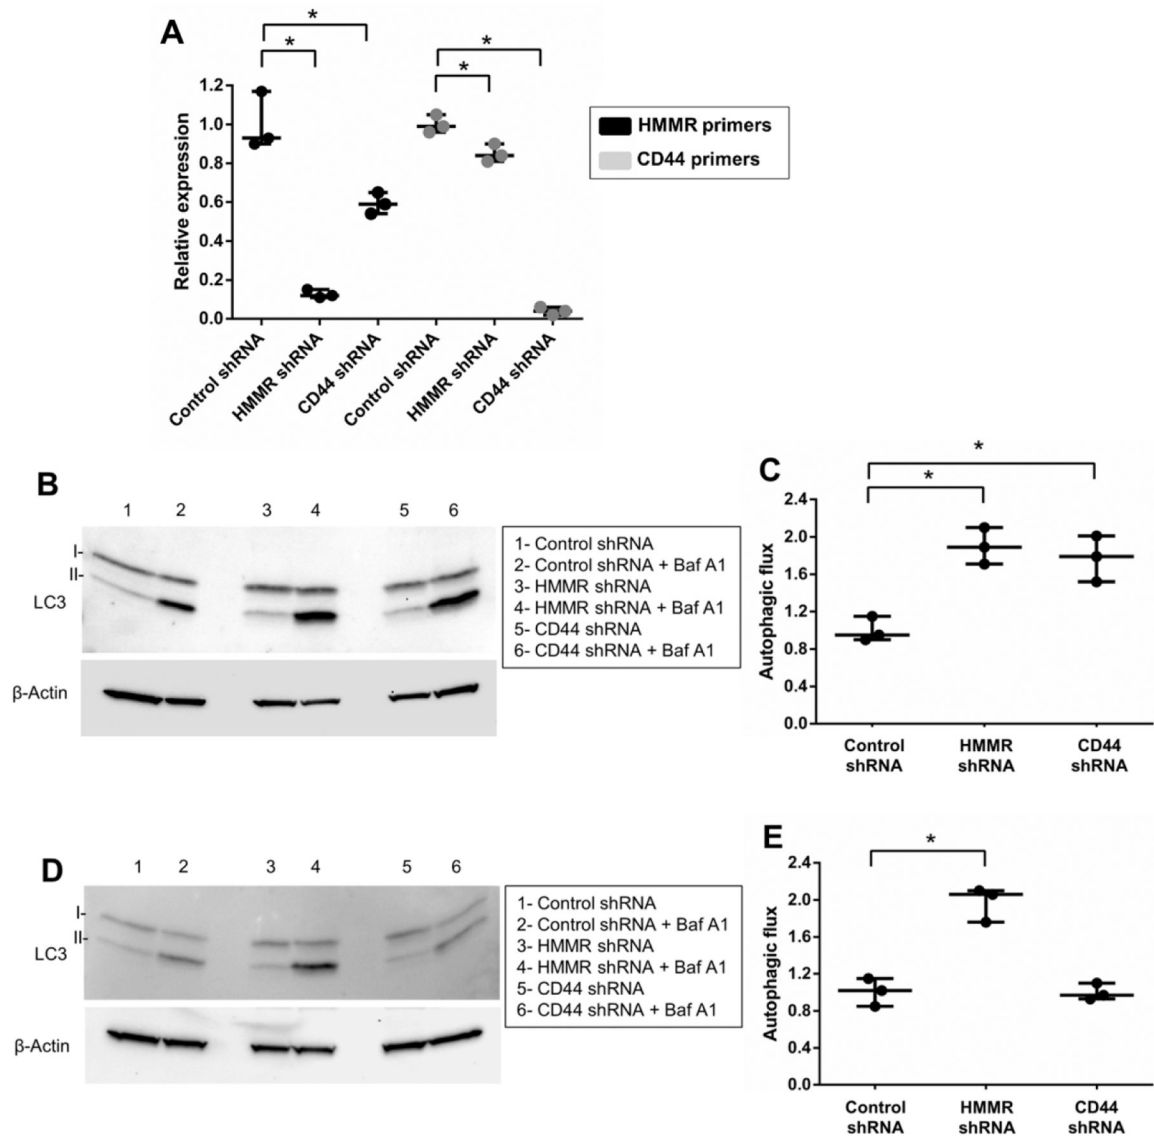 A
*
*
*
*
1.2
1.0
0.8
0.6
0.4
0.2
0.0
Relative expression
Control shRNA
HMMR shRNA
CD44 shRNA
Control shRNA
HMMR shRNA
CD44 shRNA
HMMR primers
CD44 primers
B
1 2 3 4 5 6
I-
II-
LC3
β-Actin
1- Control shRNA
2- Control shRNA + Baf A1
3- HMMR shRNA
4- HMMR shRNA + Baf A1
5- CD44 shRNA
6- CD44 shRNA + Baf A1
C
*
*
2.4
2.0
1.6
1.2
0.8
0.4
0.0
Autophagic flux
Control
shRNA
HMMR
shRNA
CD44
shRNA
D
1 2 3 4 5 6
I-
II-
LC3
β-Actin
1- Control shRNA
2- Control shRNA + Baf A1
3- HMMR shRNA
4- HMMR shRNA + Baf A1
5- CD44 shRNA
6- CD44 shRNA + Baf A1
E
*
2.4
2.0
1.6
1.2
0.8
0.4
0.0
Autophagic flux
Control
shRNA
HMMR
shRNA
CD44
shRNA